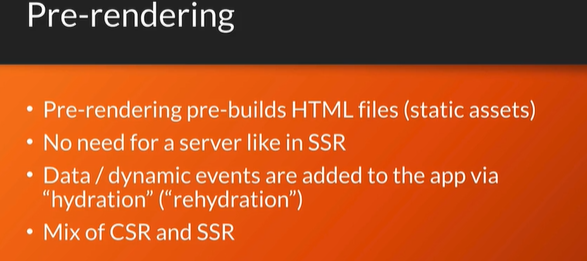 Pre-rendering
• Pre-rendering pre-builds HTML files (static assets)
• No need for a server like in SSR
• Data / dynamic events are added to the app via
“hydration” (“rehydration”)
• Mix of CSR and SSR